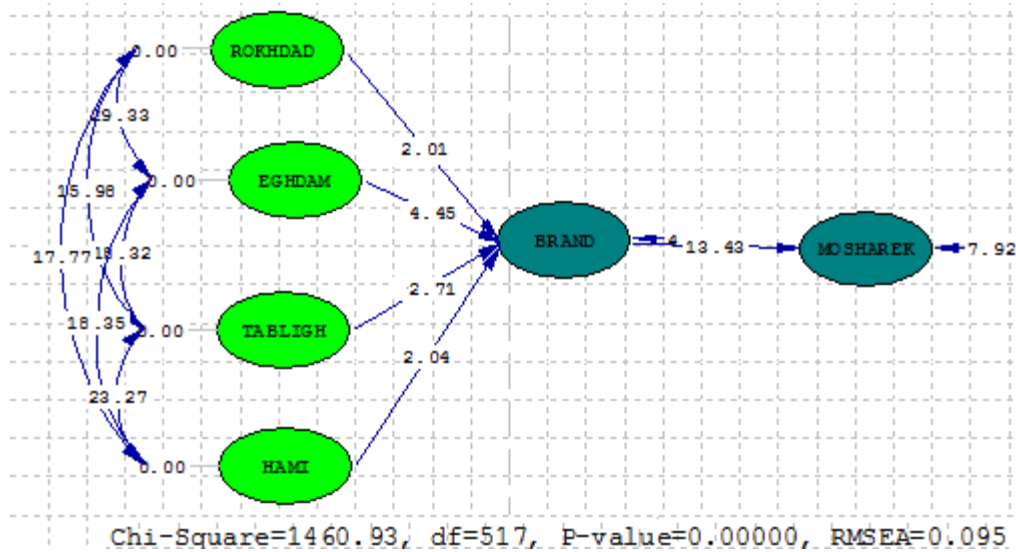 0.00 ROKHDAD
29.33
2.01
15.98
0.00 EGHDAM
4.45
BRAND
13.43
MOSHAREK
7.92
17.77
18.32
2.71
18.35
0.00 TABLIGH
2.04
23.27
0.00 HAMI
Chi-Square=1460.93, df=517, P-value=0.00000, RMSEA=0.095